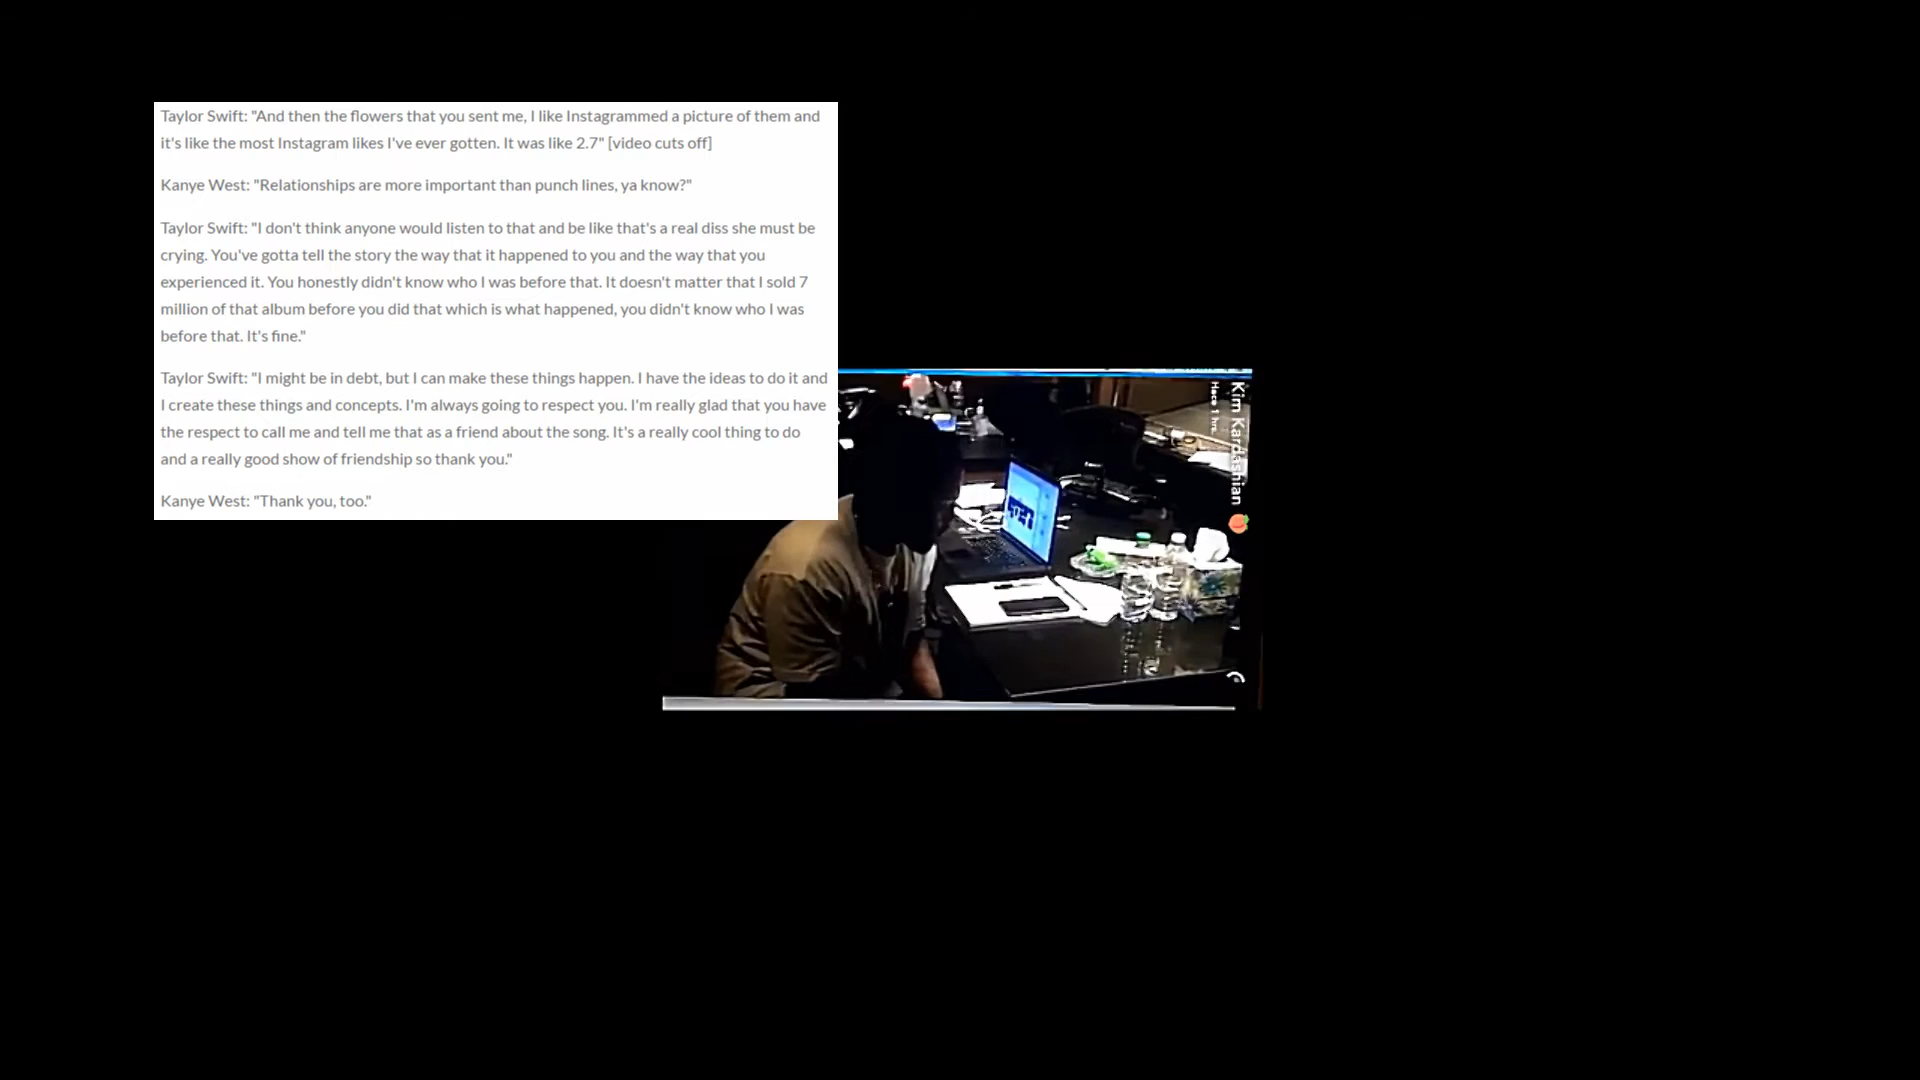 Taylor Swift: "And then the flowers that you sent me, I like Instagrammed a picture of them and
it's like the most Instagram likes I've ever gotten. It was like 2.7" [video cuts off]
Kanye West: "Relationships are more important than punch lines, ya know?"
Taylor Swift: "I don't think anyone would listen to that and be like that's a real diss she must be
crying. You've gotta tell the story the way that it happened to you and the way that you
experienced it. You honestly didn't know who I was before that. It doesn't matter that I sold 7
million of that album before you did that which is what happened, you didn't know who I was
before that. It's fine."
Taylor Swift: "I might be in debt, but I can make these things happen. I have the ideas to do it and
I create these things and concepts. I'm always going to respect you. I'm really glad that you have
the respect to call me and tell me that as a friend about the song. It's a really cool thing to do
and a really good show of friendship so thank you."
Kanye West: "Thank you, too."
Kim Kardashian 🍑
Hace 1 hrs.